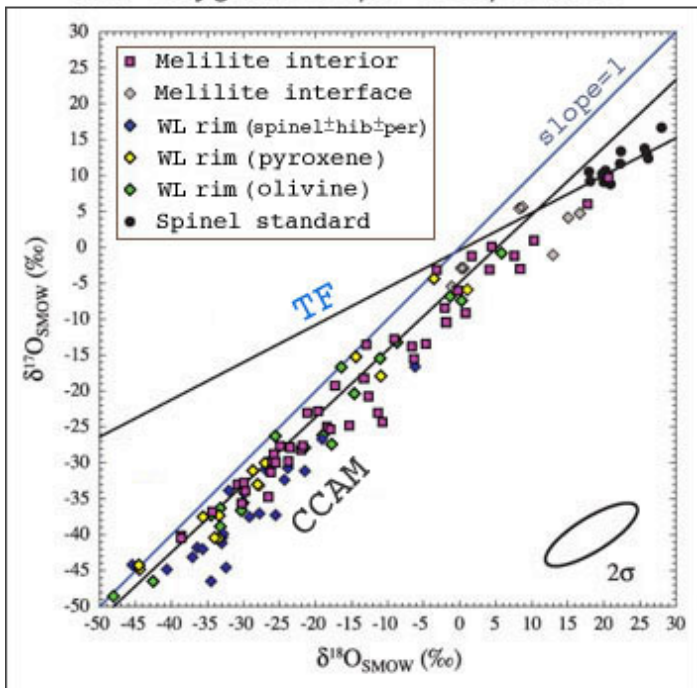 30
25
20
15
10
5
0
-5
-10
-15
-20
-25
-30
-35
-40
-45
-50
δ¹⁷O_SMOW (‰)
Melilite interior
Melilite interface
WL rim (spinel±hib±per)
WL rim (pyroxene)
WL rim (olivine)
Spinel standard
slope=1
TF
CCAM
2σ
-50 -45 -40 -35 -30 -25 -20 -15 -10 -5 0 5 10 15 20 25 30
δ¹⁸O_SMOW (‰)